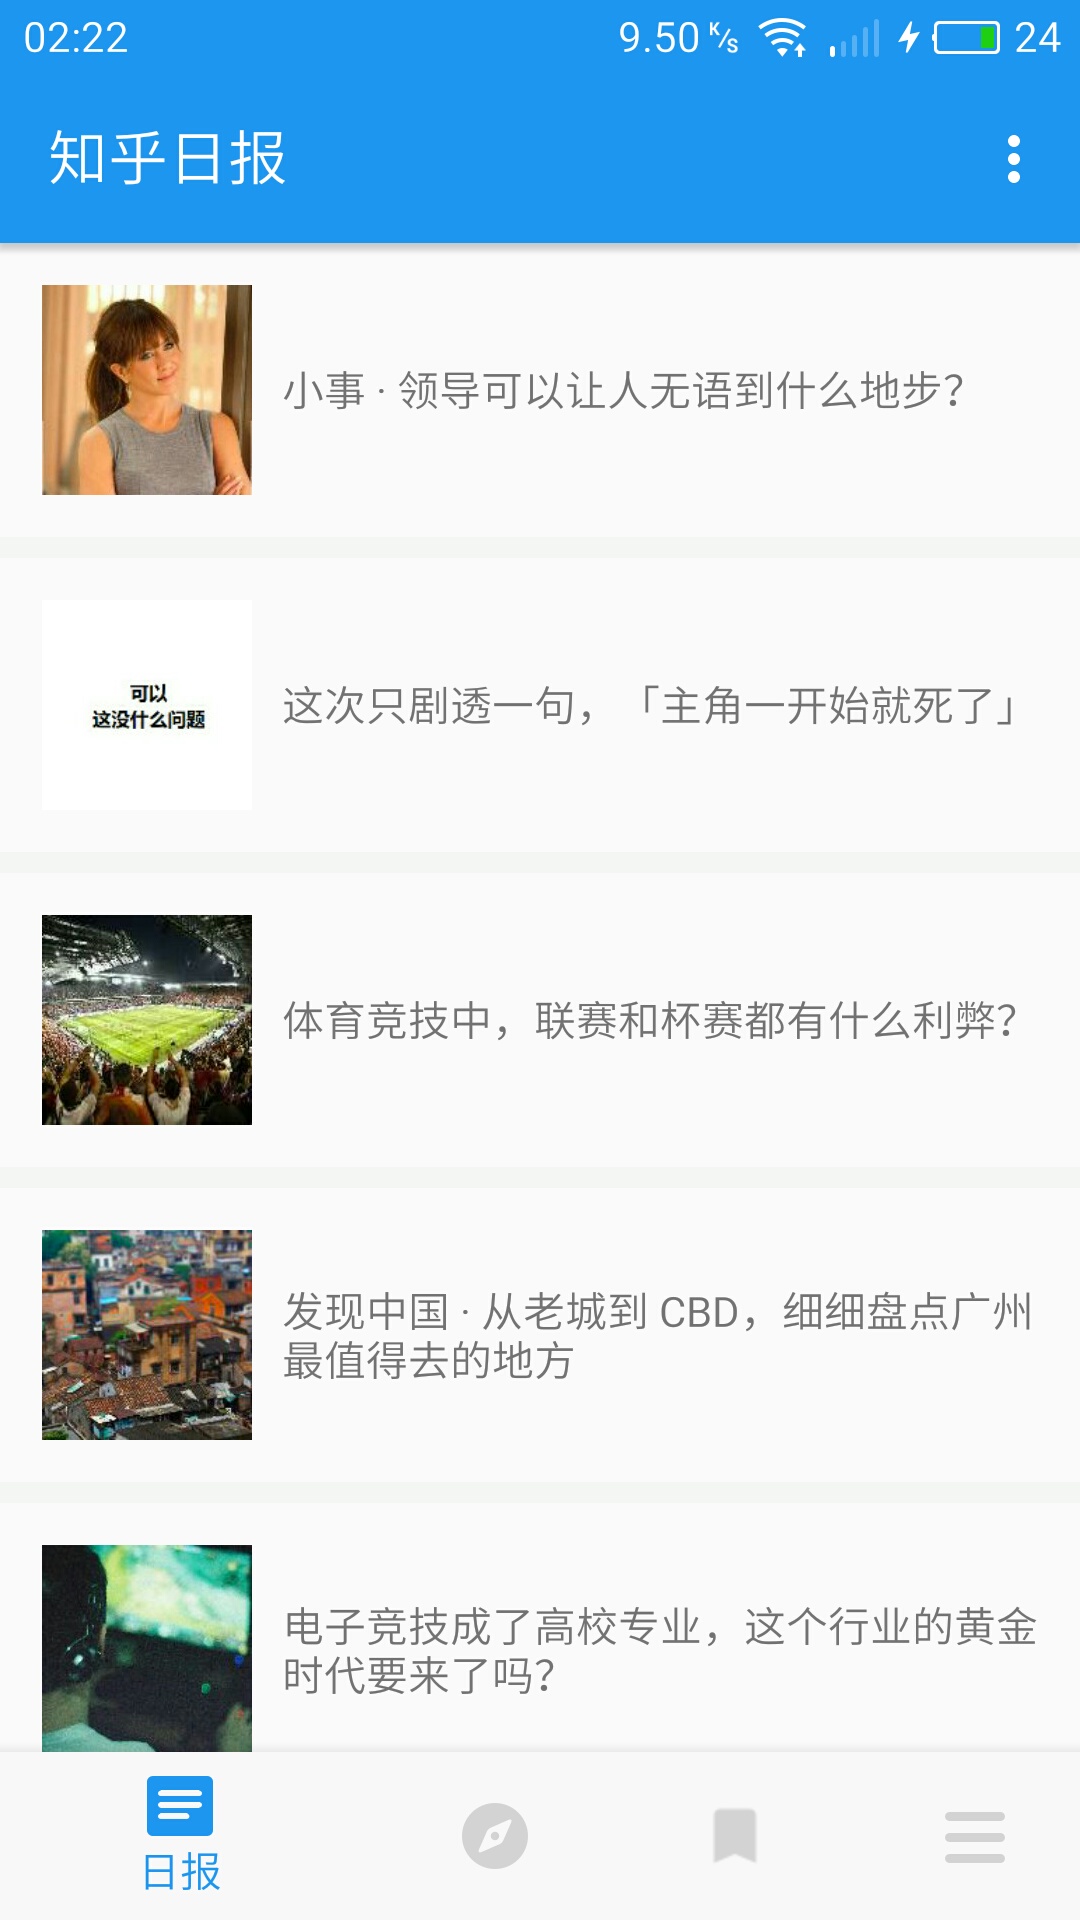 02:22 9.50 K/s 24
知乎日报
小事 · 领导可以让人无语到什么地步？
可以
这没什么问题
这次只剧透一句，「主角一开始就死了」
体育竞技中，联赛和杯赛都有什么利弊？
发现中国 · 从老城到 CBD，细细盘点广州
最值得去的地方
电子竞技成了高校专业，这个行业的黄金
时代要来了吗？
日报